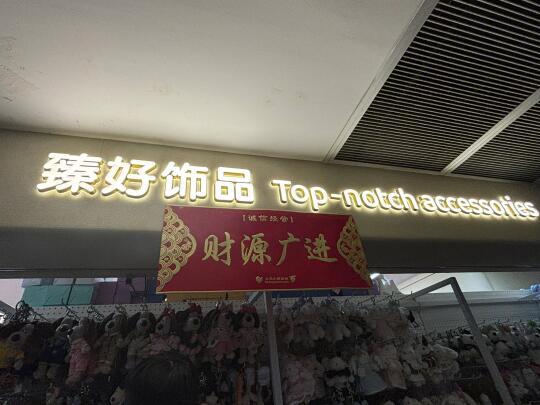 臻好饰品 Top-notch accessories
【诚信经营】
财源广进